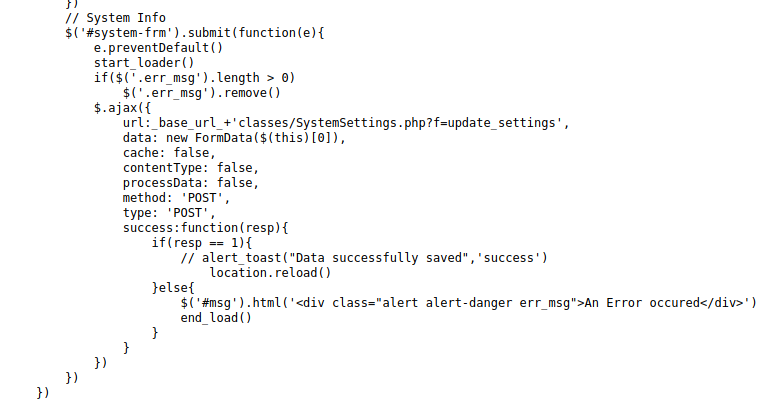 })
// System Info
$('#system-frm').submit(function(e){
e.preventDefault()
start_loader()
if($('.err_msg').length > 0)
$('.err_msg').remove()
$.ajax({
url:_base_url_+'classes/SystemSettings.php?f=update_settings',
data: new FormData($(this)[0]),
cache: false,
contentType: false,
processData: false,
method: 'POST',
type: 'POST',
success:function(resp){
if(resp == 1){
// alert_toast("Data successfully saved",'success')
location.reload()
}else{
$('#msg').html('<div class="alert alert-danger err_msg">An Error occured</div>')
end_load()
}
}
})
})
})